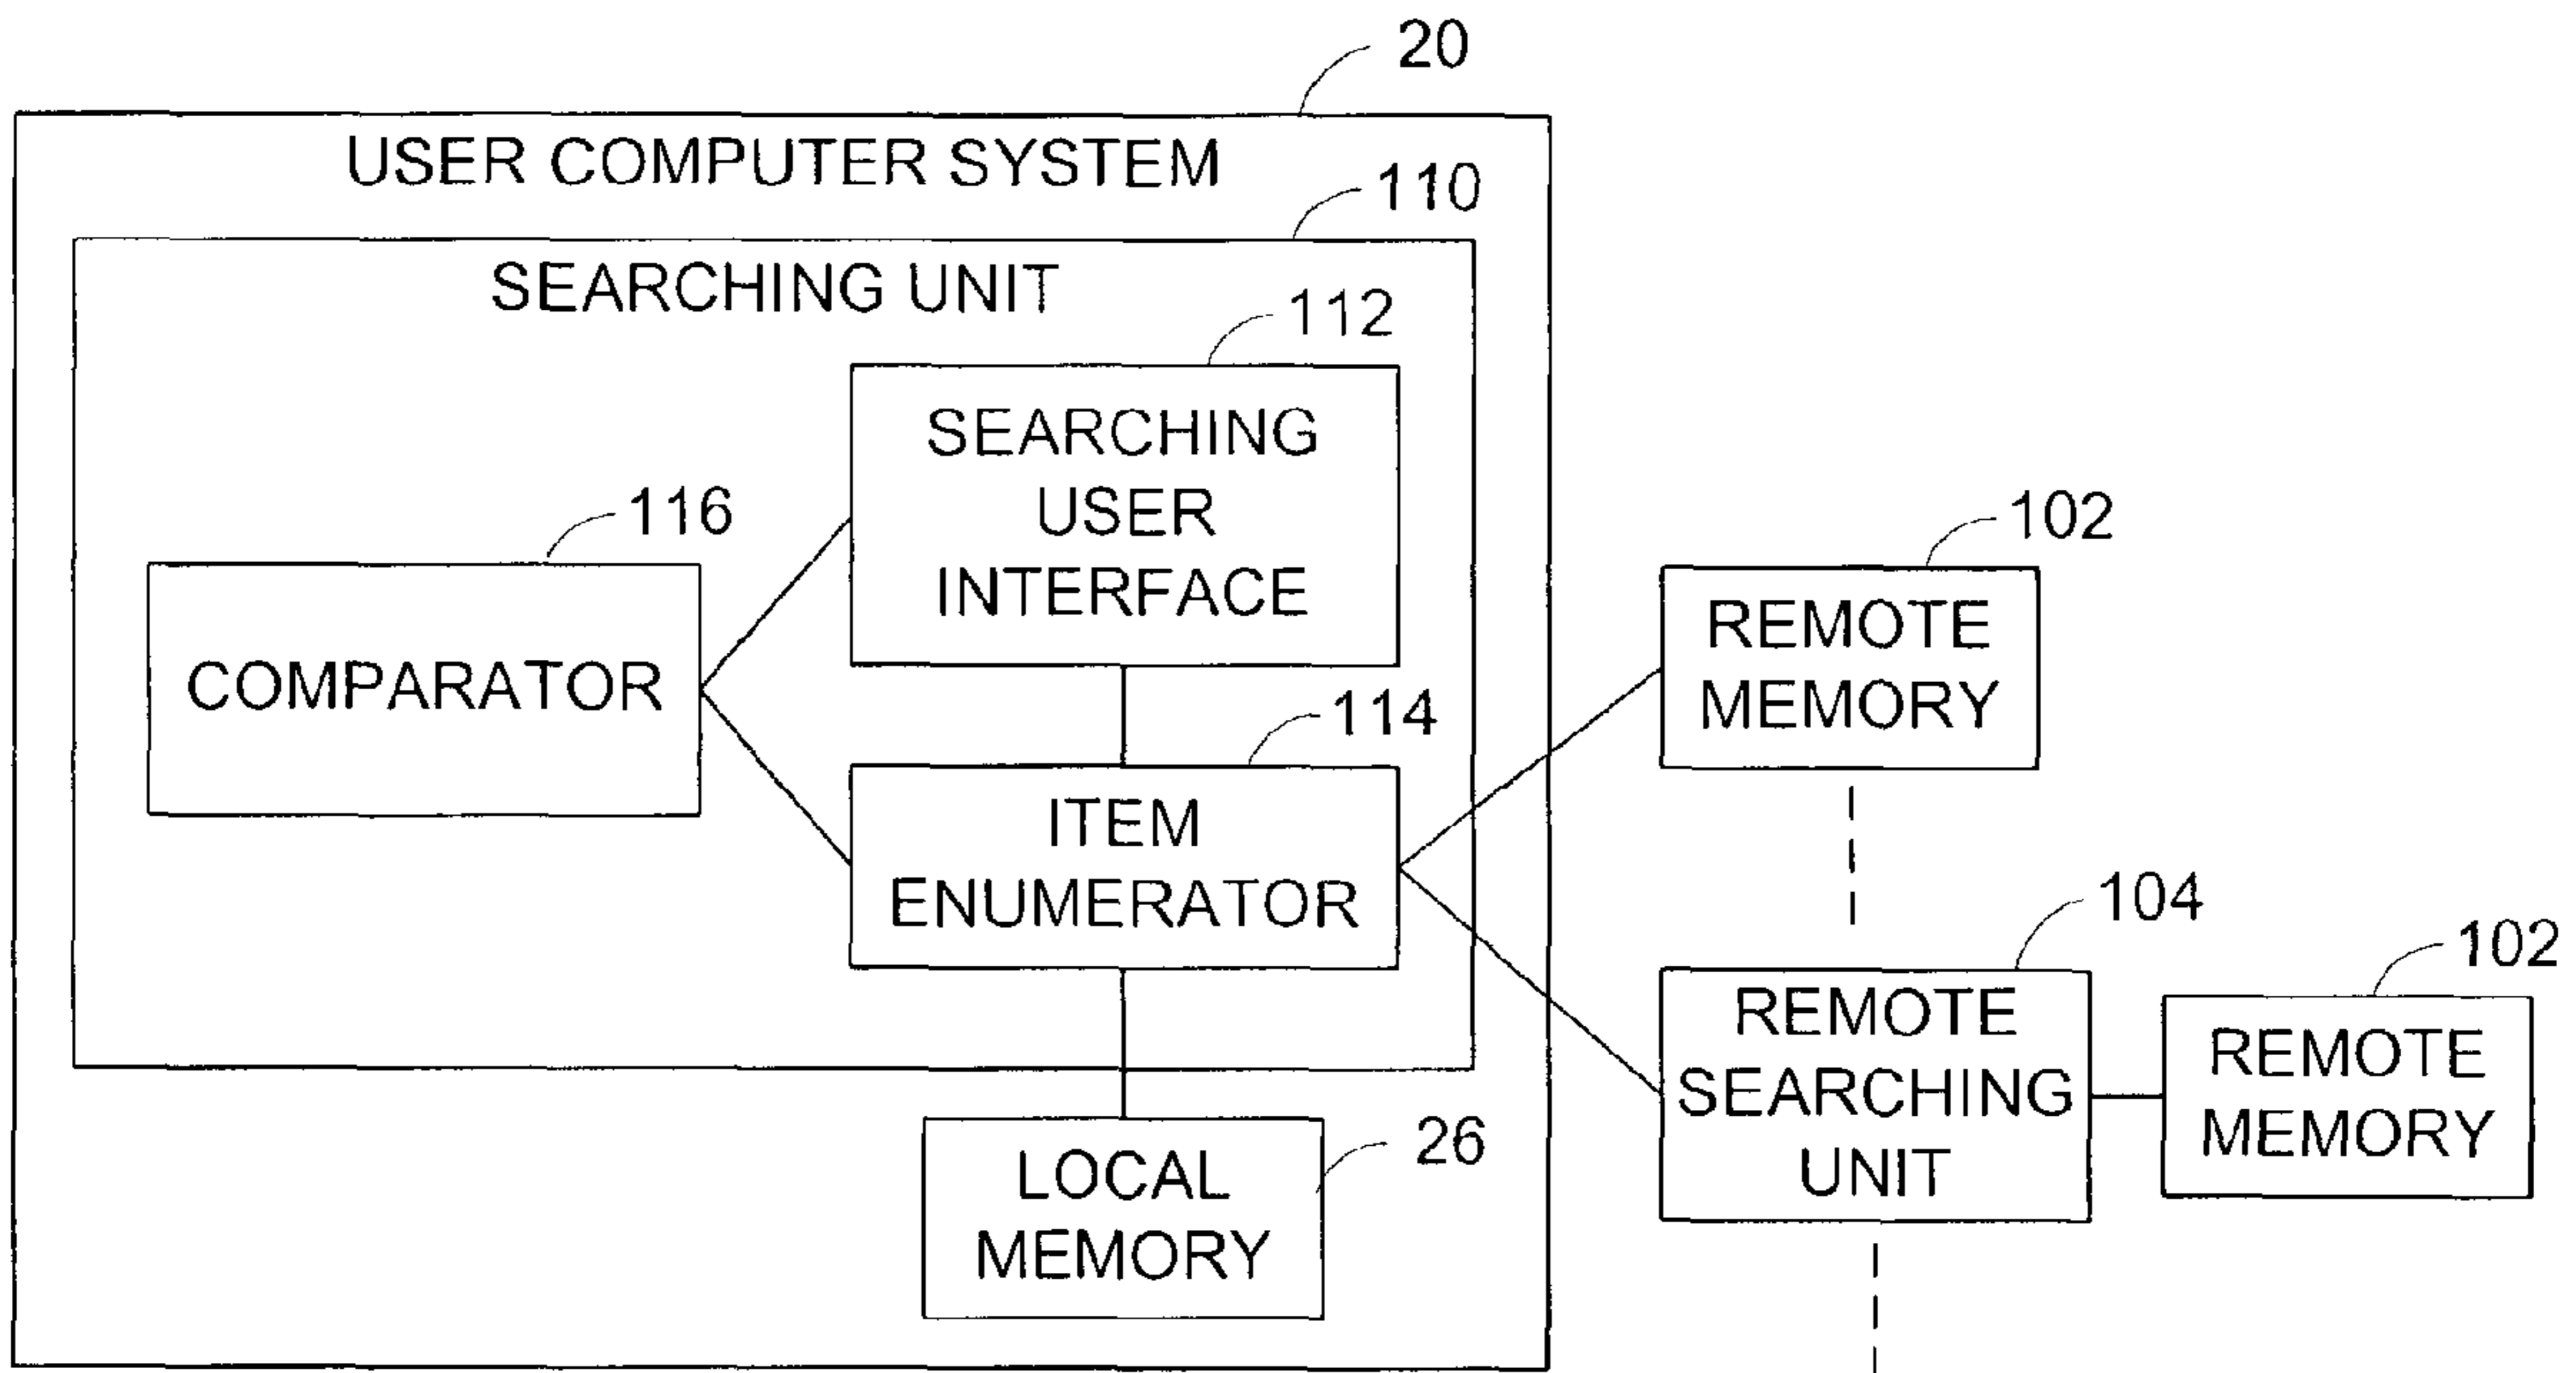 20
USER COMPUTER SYSTEM
110
SEARCHING UNIT
112
SEARCHING
USER
INTERFACE
116
COMPARATOR
114
ITEM
ENUMERATOR
102
REMOTE
MEMORY
104
REMOTE
SEARCHING
UNIT
102
REMOTE
MEMORY
26
LOCAL
MEMORY